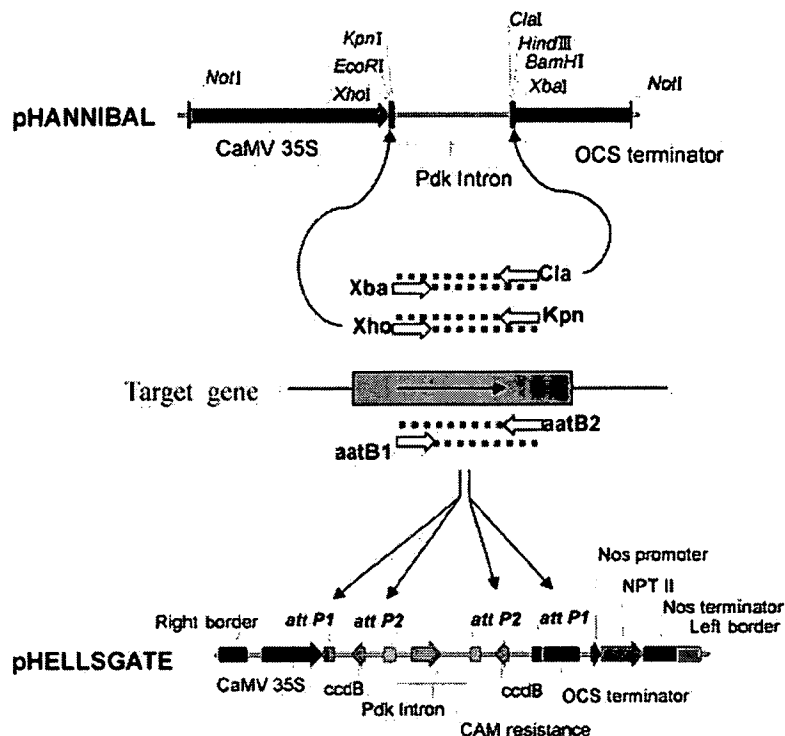 ClaI
KpnI
HindIII
EcoRI
BamHI
NotI
XhoI
XbaI
NotI
pHANNIBAL
CaMV 35S
OCS terminator
Pdk Intron
Xba
Cla
Xho
Kpn
Target gene
aatB2
aatB1
Nos promoter
NPT II
Right border
att P1
att P2
att P2
att P1
Nos terminator
Left border
pHELLSGATE
CaMV 35S
ccdB
ccdB
OCS terminator
Pdk Intron
CAM resistance